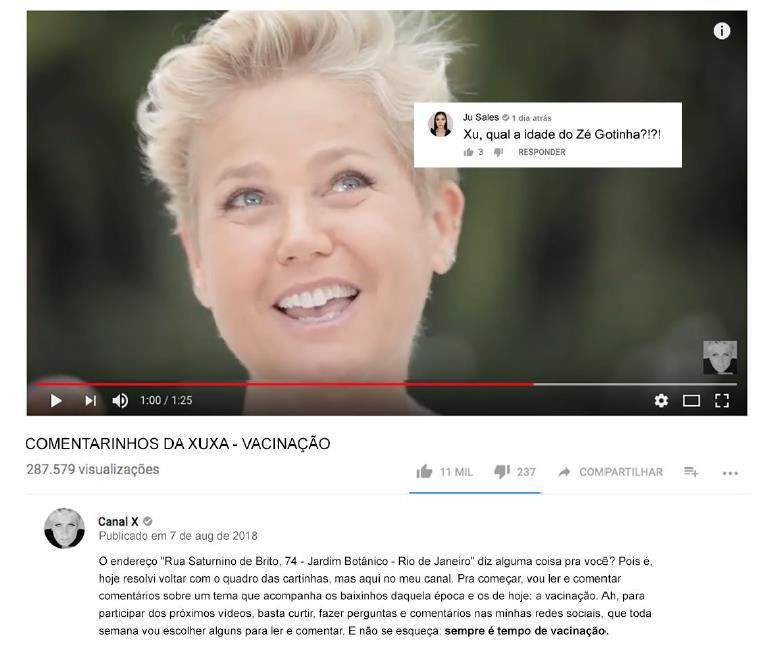 Ju Sales 1 dia atrás
Xu, qual a idade do Zé Gotinha?!?!
3 RESPONDER
1:00 / 1:25
COMENTARINHOS DA XUXA - VACINAÇÃO
287.579 visualizações
11 MIL 237 COMPARTILHAR
Canal X
Publicado em 7 de aug de 2018
O endereço "Rua Saturnino de Brito, 74 - Jardim Botânico - Rio de Janeiro" diz alguma coisa pra você? Pois é,
hoje resolvi voltar com o quadro das cartinhas, mas aqui no meu canal. Pra começar, vou ler e comentar
comentários sobre um tema que acompanha os baixinhos daquela época e os de hoje: a vacinação. Ah, para
participar dos próximos vídeos, basta curtir, fazer perguntas e comentários nas minhas redes sociais, que toda
semana vou escolher alguns para ler e comentar. E não se esqueça: sempre é tempo de vacinação.